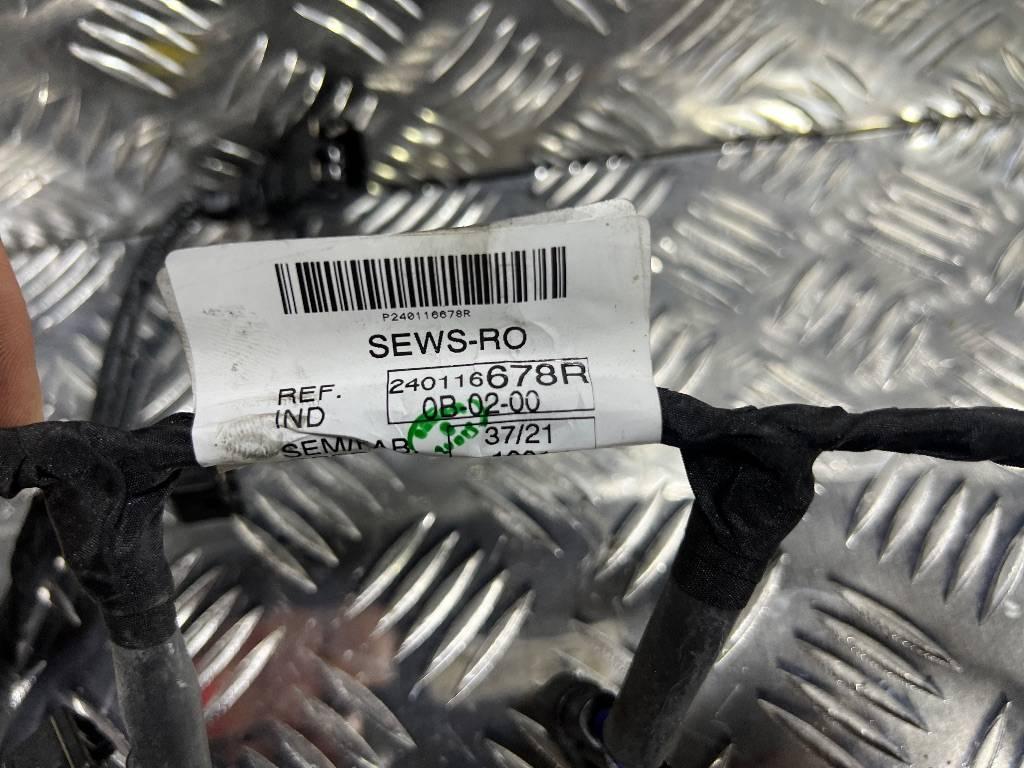 P240116678R
SEWS-RO
REF. 240116678R
IND 0B-02-00
37/21